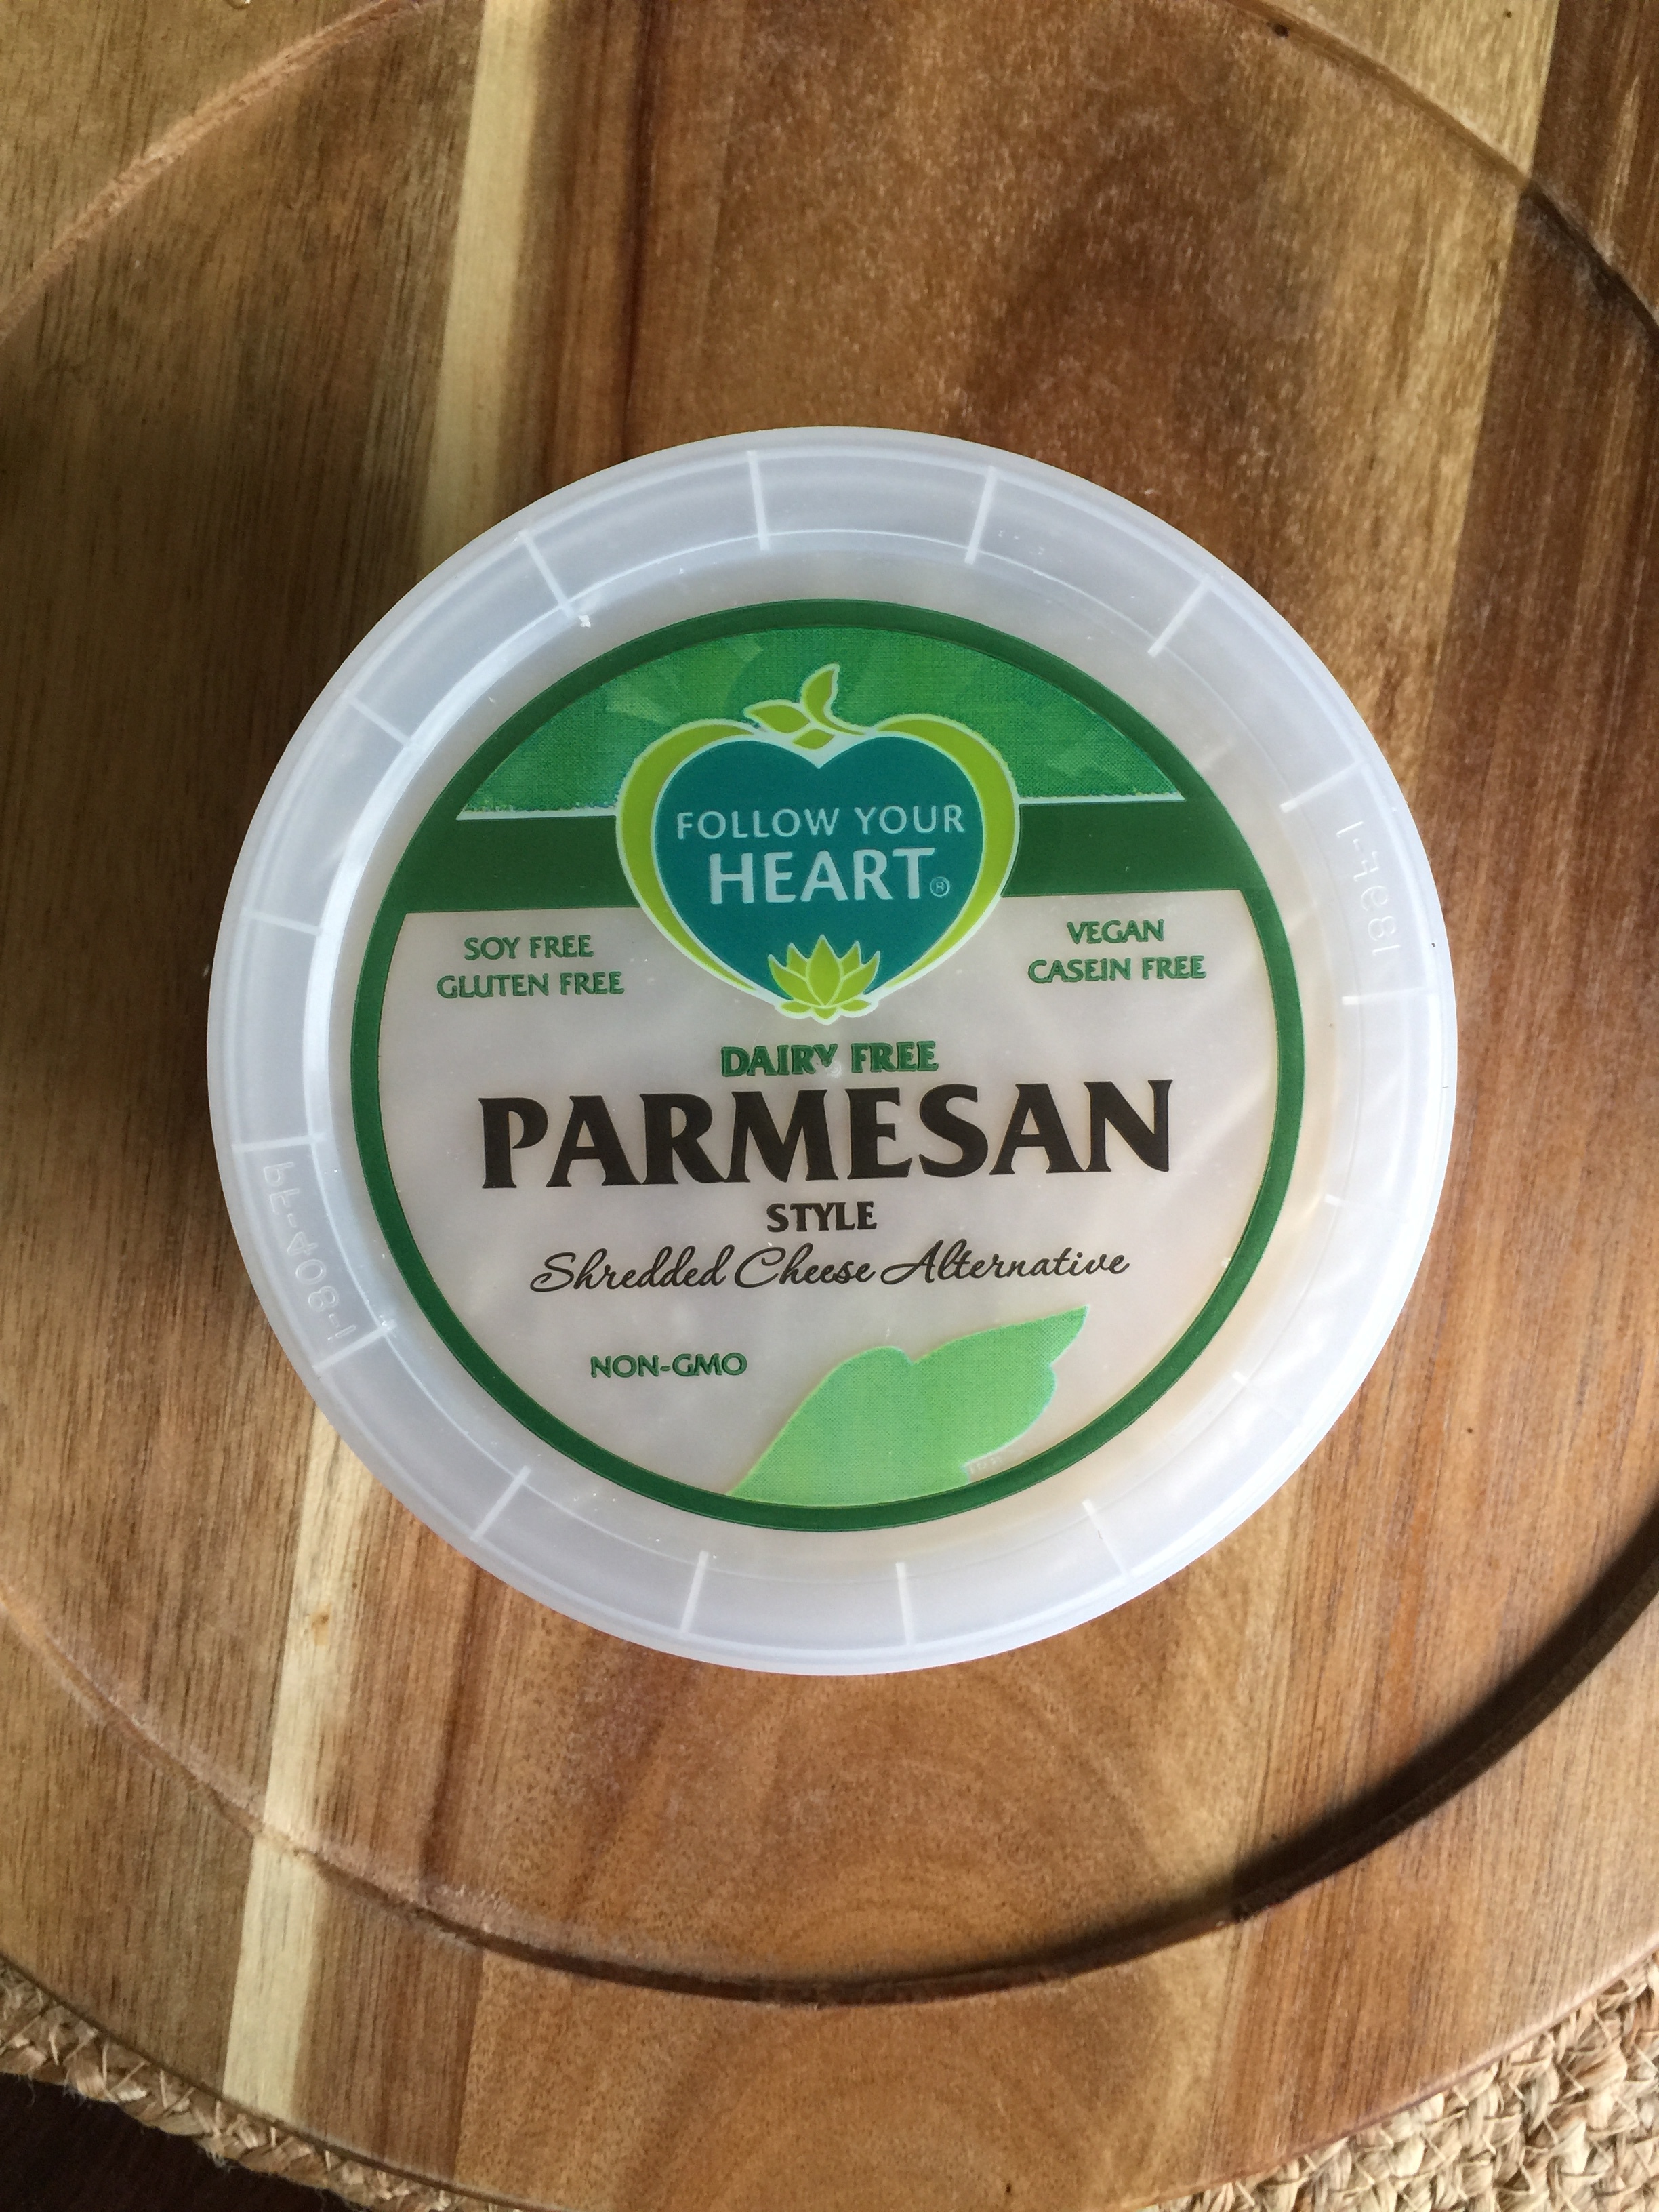 FOLLOW YOUR
HEART®
SOY FREE
GLUTEN FREE
VEGAN
CASEIN FREE
DAIRY FREE
PARMESAN
STYLE
Shredded Cheese Alternative
NON-GMO